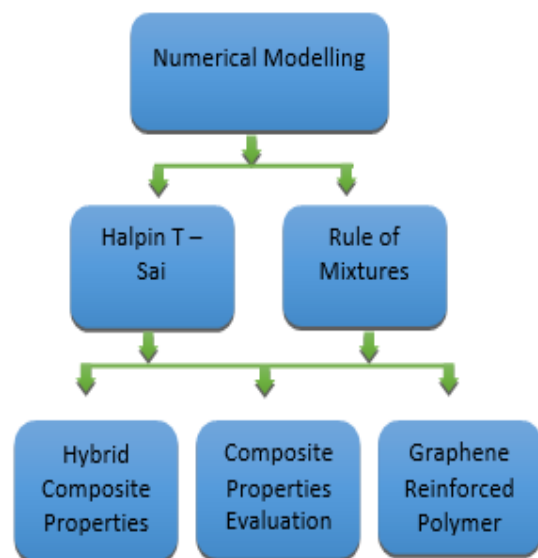 Numerical Modelling
Halpin T –
Sai
Rule of
Mixtures
Hybrid
Composite
Properties
Composite
Properties
Evaluation
Graphene
Reinforced
Polymer